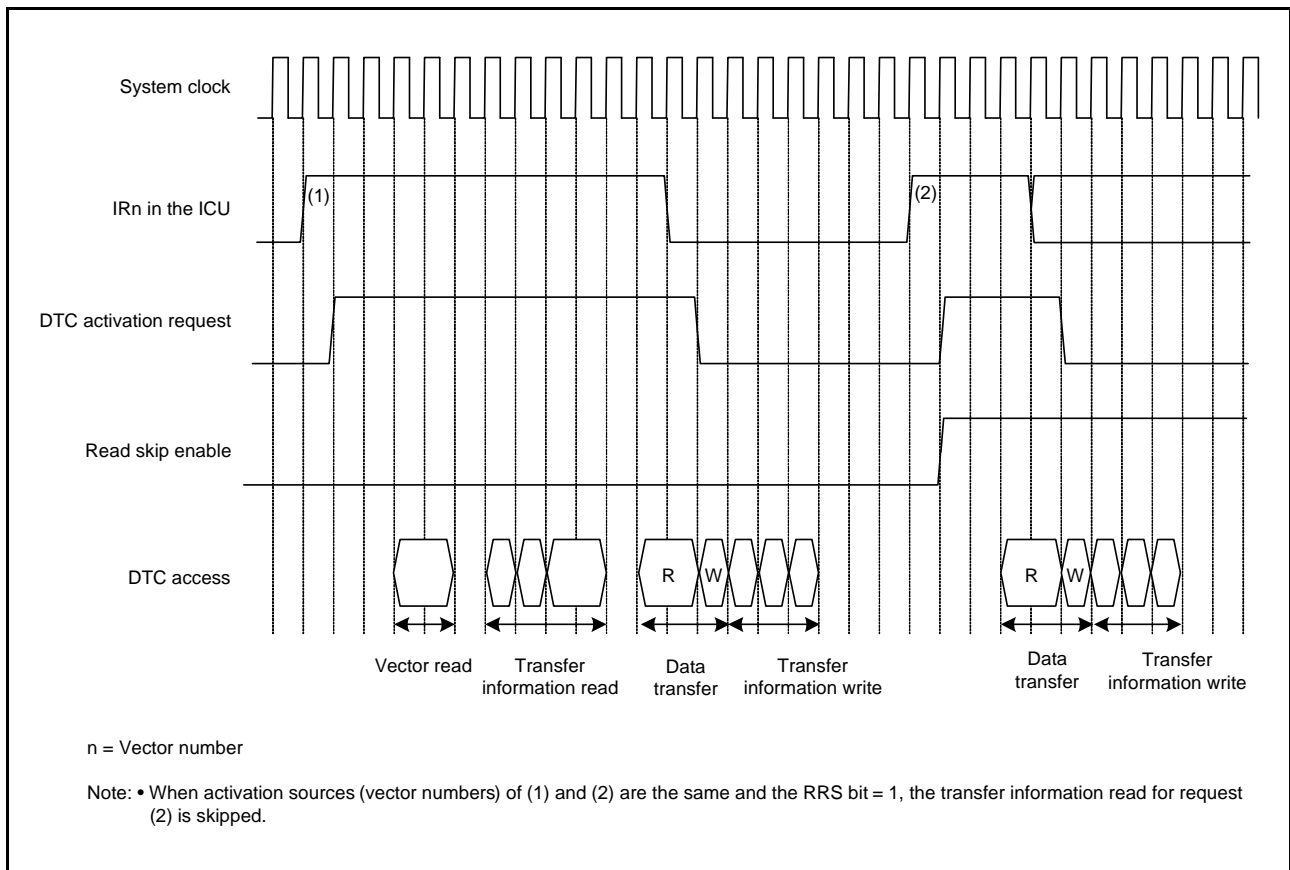 System clock
IRn in the ICU
(1)
(2)
DTC activation request
Read skip enable
DTC access
R
W
R
W
Vector read
Transfer
information read
Data
transfer
Transfer
information write
Data
transfer
Transfer
information write
n = Vector number
Note: • When activation sources (vector numbers) of (1) and (2) are the same and the RRS bit = 1, the transfer information read for request
(2) is skipped.